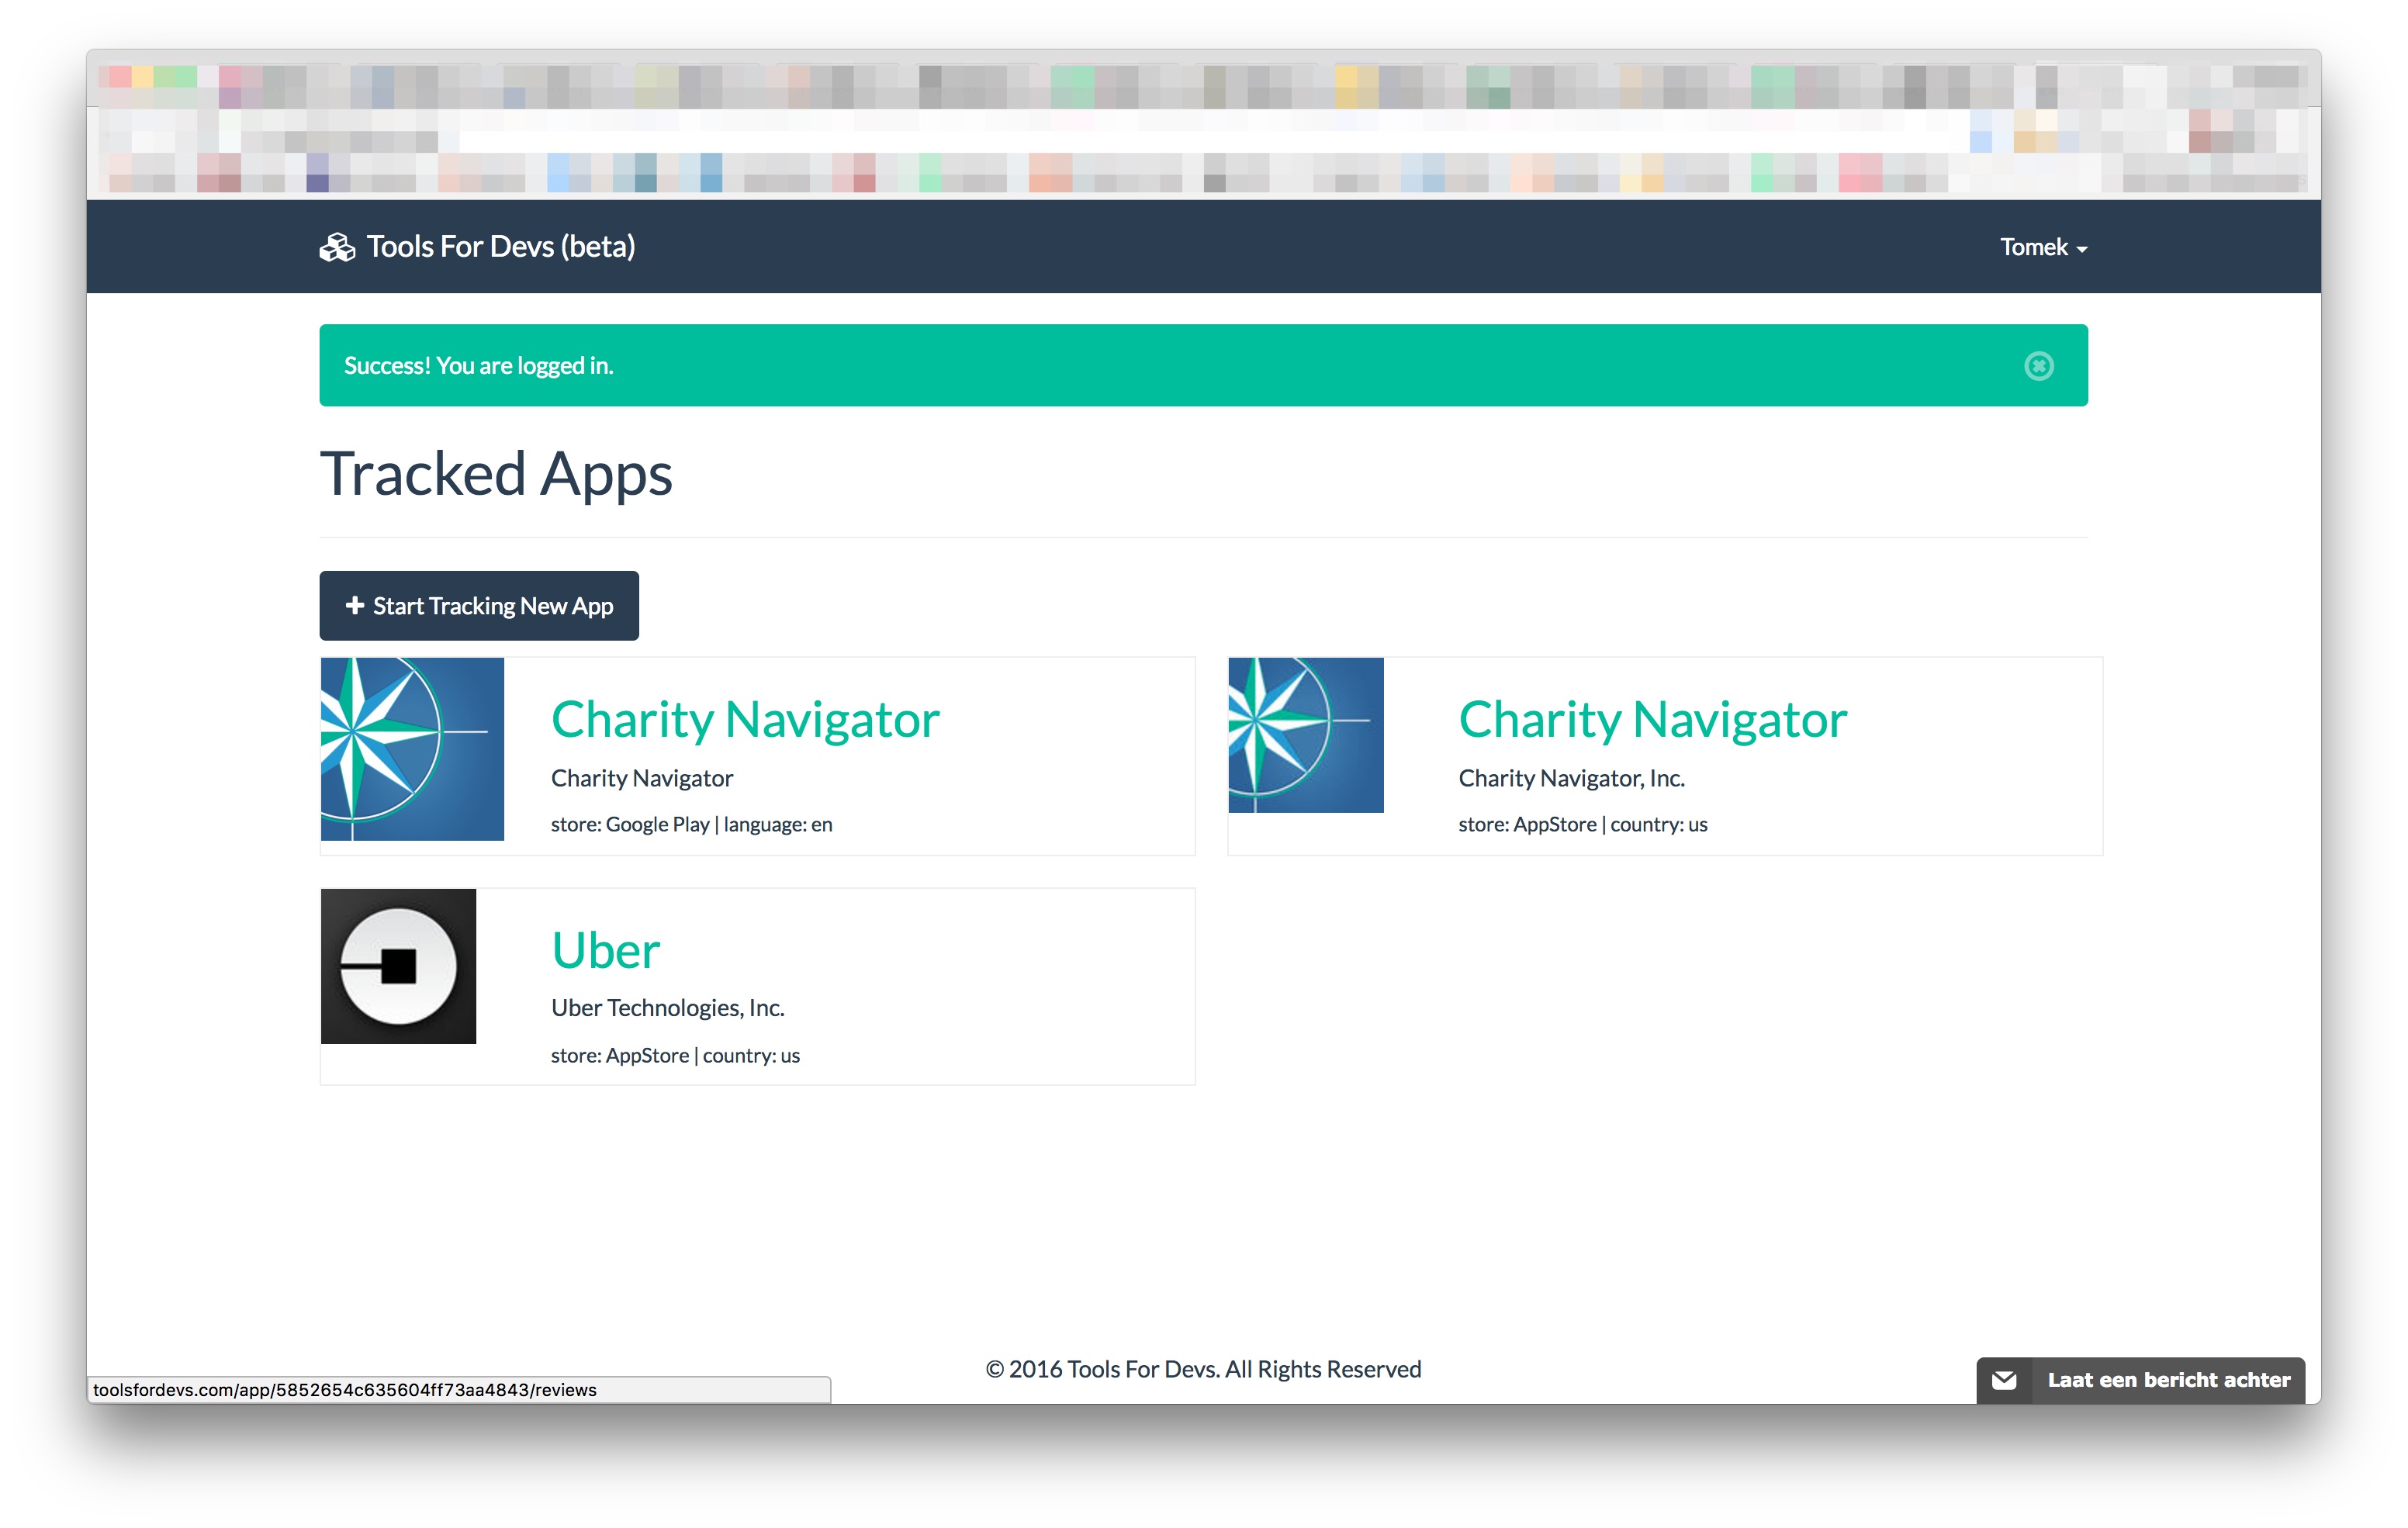 Tools For Devs (beta)
Tomek
Success! You are logged in.
Tracked Apps
Start Tracking New App
Charity Navigator
Charity Navigator
store: Google Play | language: en
Charity Navigator
Charity Navigator, Inc.
store: AppStore | country: us
Uber
Uber Technologies, Inc.
store: AppStore | country: us
© 2016 Tools For Devs. All Rights Reserved
toolsfordevs.com/app/5852654c635604ff73aa4843/reviews
Laat een bericht achter